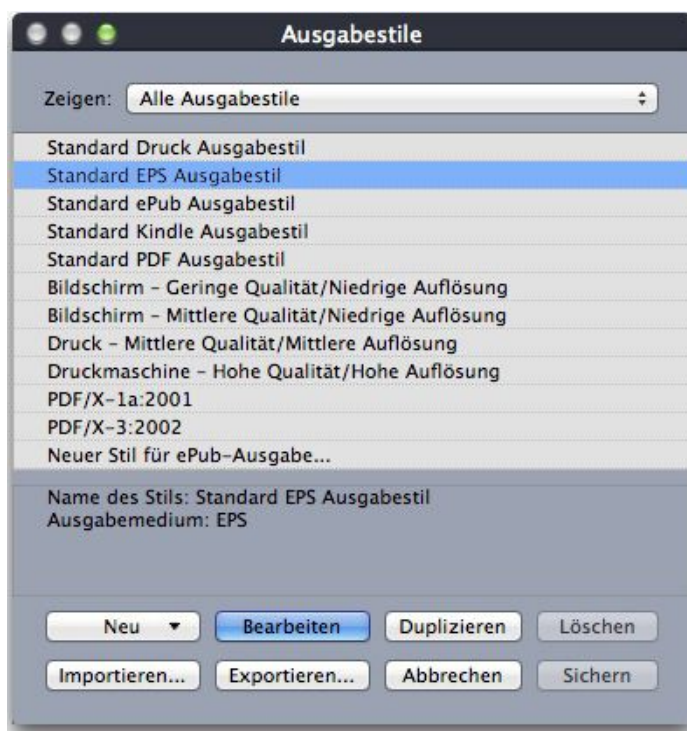 Ausgabestile
Zeigen: Alle Ausgabestile
Standard Druck Ausgabestil
Standard EPS Ausgabestil
Standard ePub Ausgabestil
Standard Kindle Ausgabestil
Standard PDF Ausgabestil
Bildschirm – Geringe Qualität/Niedrige Auflösung
Bildschirm – Mittlere Qualität/Niedrige Auflösung
Druck – Mittlere Qualität/Mittlere Auflösung
Druckmaschine – Hohe Qualität/Hohe Auflösung
PDF/X-1a:2001
PDF/X-3:2002
Neuer Stil für ePub-Ausgabe...
Name des Stils: Standard EPS Ausgabestil
Ausgabemedium: EPS
Neu Bearbeiten Duplizieren Löschen
Importieren... Exportieren... Abbrechen Sichern